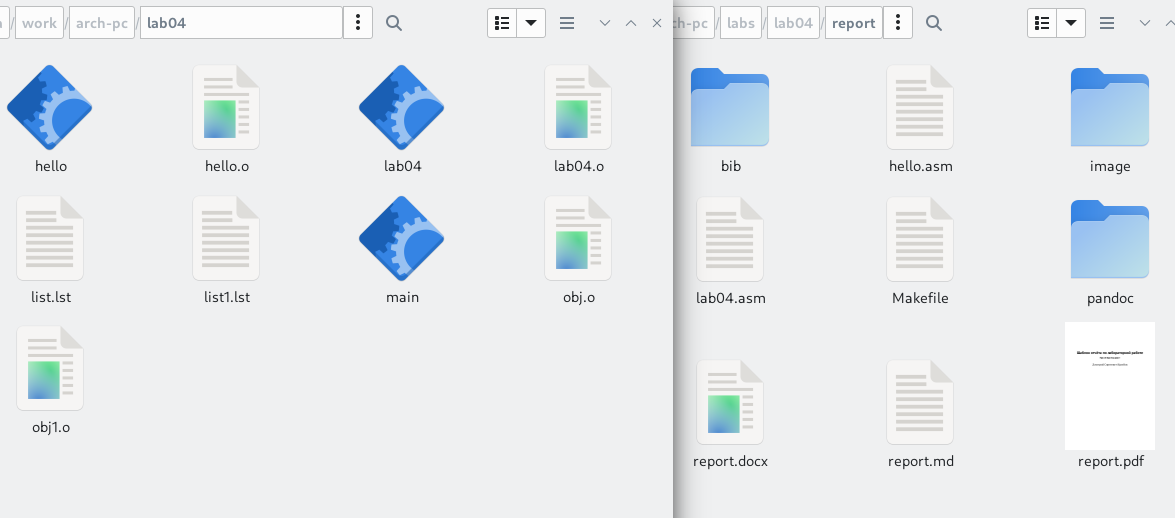 work / arch-pc / lab04
hello
hello.o
lab04
lab04.o
list.lst
list1.lst
main
obj.o
obj1.o
ch-pc / labs / lab04 / report
bib
hello.asm
image
lab04.asm
Makefile
pandoc
report.docx
report.md
report.pdf